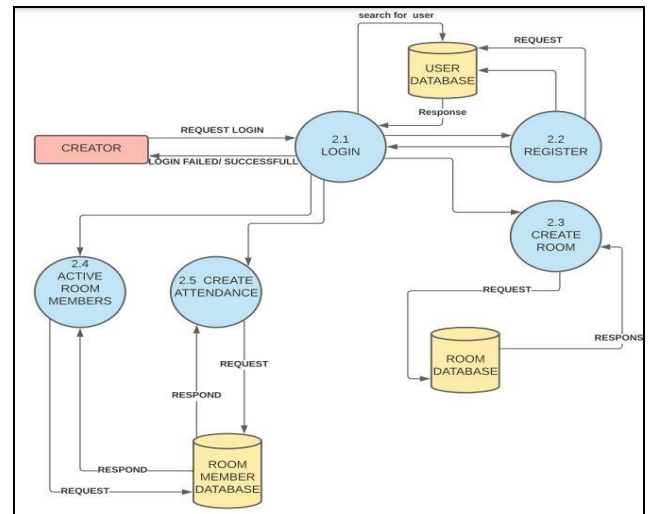 search for user
REQUEST
USER
DATABASE
Response
REQUEST LOGIN
CREATOR
LOGIN FAILED/ SUCCESSFULL
2.1
LOGIN
2.2
REGISTER
2.3
CREATE
ROOM
2.4
ACTIVE
ROOM
MEMBERS
2.5 CREATE
ATTENDANCE
REQUEST
RESPONS
ROOM
DATABASE
REQUEST
RESPOND
RESPOND
REQUEST
ROOM
MEMBER
DATABASE